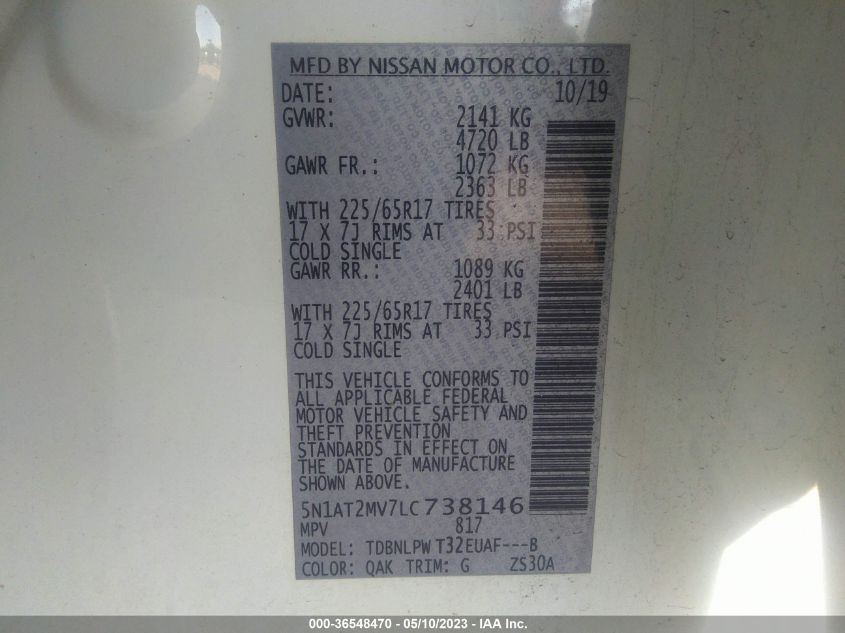 MFD BY NISSAN MOTOR CO., LTD.
DATE: 10/19
GVWR: 2141 KG
4720 LB
GAWR FR.: 1072 KG
2363 LB
WITH 225/65R17 TIRES
17 X 7J RIMS AT 33 PSI
COLD SINGLE
GAWR RR.: 1089 KG
2401 LB
WITH 225/65R17 TIRES
17 X 7J RIMS AT 33 PSI
COLD SINGLE
THIS VEHICLE CONFORMS TO
ALL APPLICABLE FEDERAL
MOTOR VEHICLE SAFETY AND
THEFT PREVENTION
STANDARDS IN EFFECT ON
THE DATE OF MANUFACTURE
SHOWN ABOVE.
5N1AT2MV7LC738146
MPV 817
MODEL: TDBNLPW T32EUAF---B
COLOR: QAK TRIM: G ZS30A
000-36548470 - 05/10/2023 - IAA Inc.